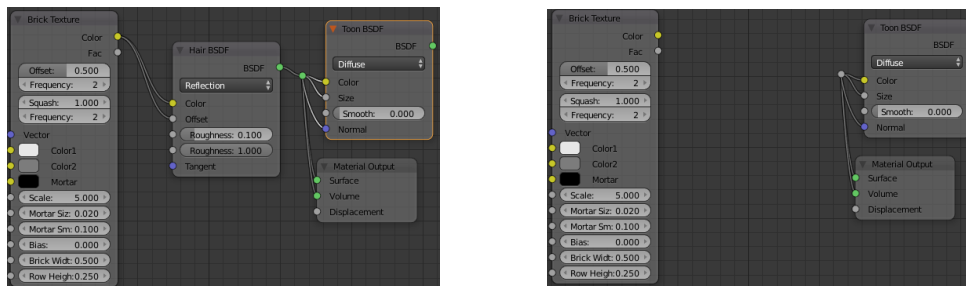 Brick Texture
Color
Fac
Offset: 0.500
Frequency: 2
Squash: 1.000
Frequency: 2
Vector
Color1
Color2
Mortar
Scale: 5.000
Mortar Siz: 0.020
Mortar Sm: 0.100
Bias: 0.000
Brick Widt: 0.500
Row Heigh: 0.250
Hair BSDF
BSDF
Reflection
Color
Offset
Roughness: 0.100
Roughness: 1.000
Tangent
Toon BSDF
BSDF
Diffuse
Color
Size
Smooth: 0.000
Normal
Material Output
Surface
Volume
Displacement
Brick Texture
Color
Fac
Offset: 0.500
Frequency: 2
Squash: 1.000
Frequency: 2
Vector
Color1
Color2
Mortar
Scale: 5.000
Mortar Siz: 0.020
Mortar Sm: 0.100
Bias: 0.000
Brick Widt: 0.500
Row Heigh: 0.250
Toon BSDF
BSDF
Diffuse
Color
Size
Smooth: 0.000
Normal
Material Output
Surface
Volume
Displacement